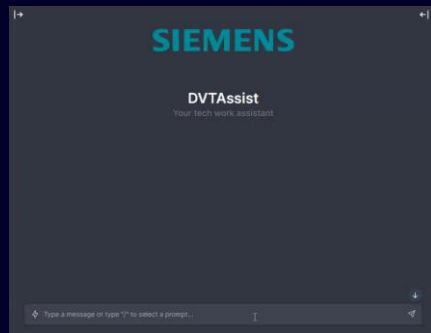 SIEMENS
DVTAssist
Your tech work assistant
Type a message or type "/" to select a prompt...